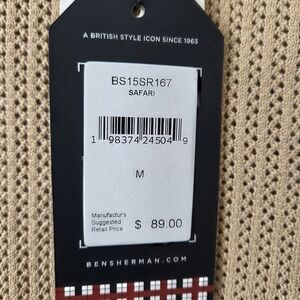 A BRITISH STYLE ICON SINCE 1963
BS15SR167
SAFARI
1 98374 24504 9
M
Manufactur's
Suggested
Retail Price $ 89.00
BENSHERMAN.COM